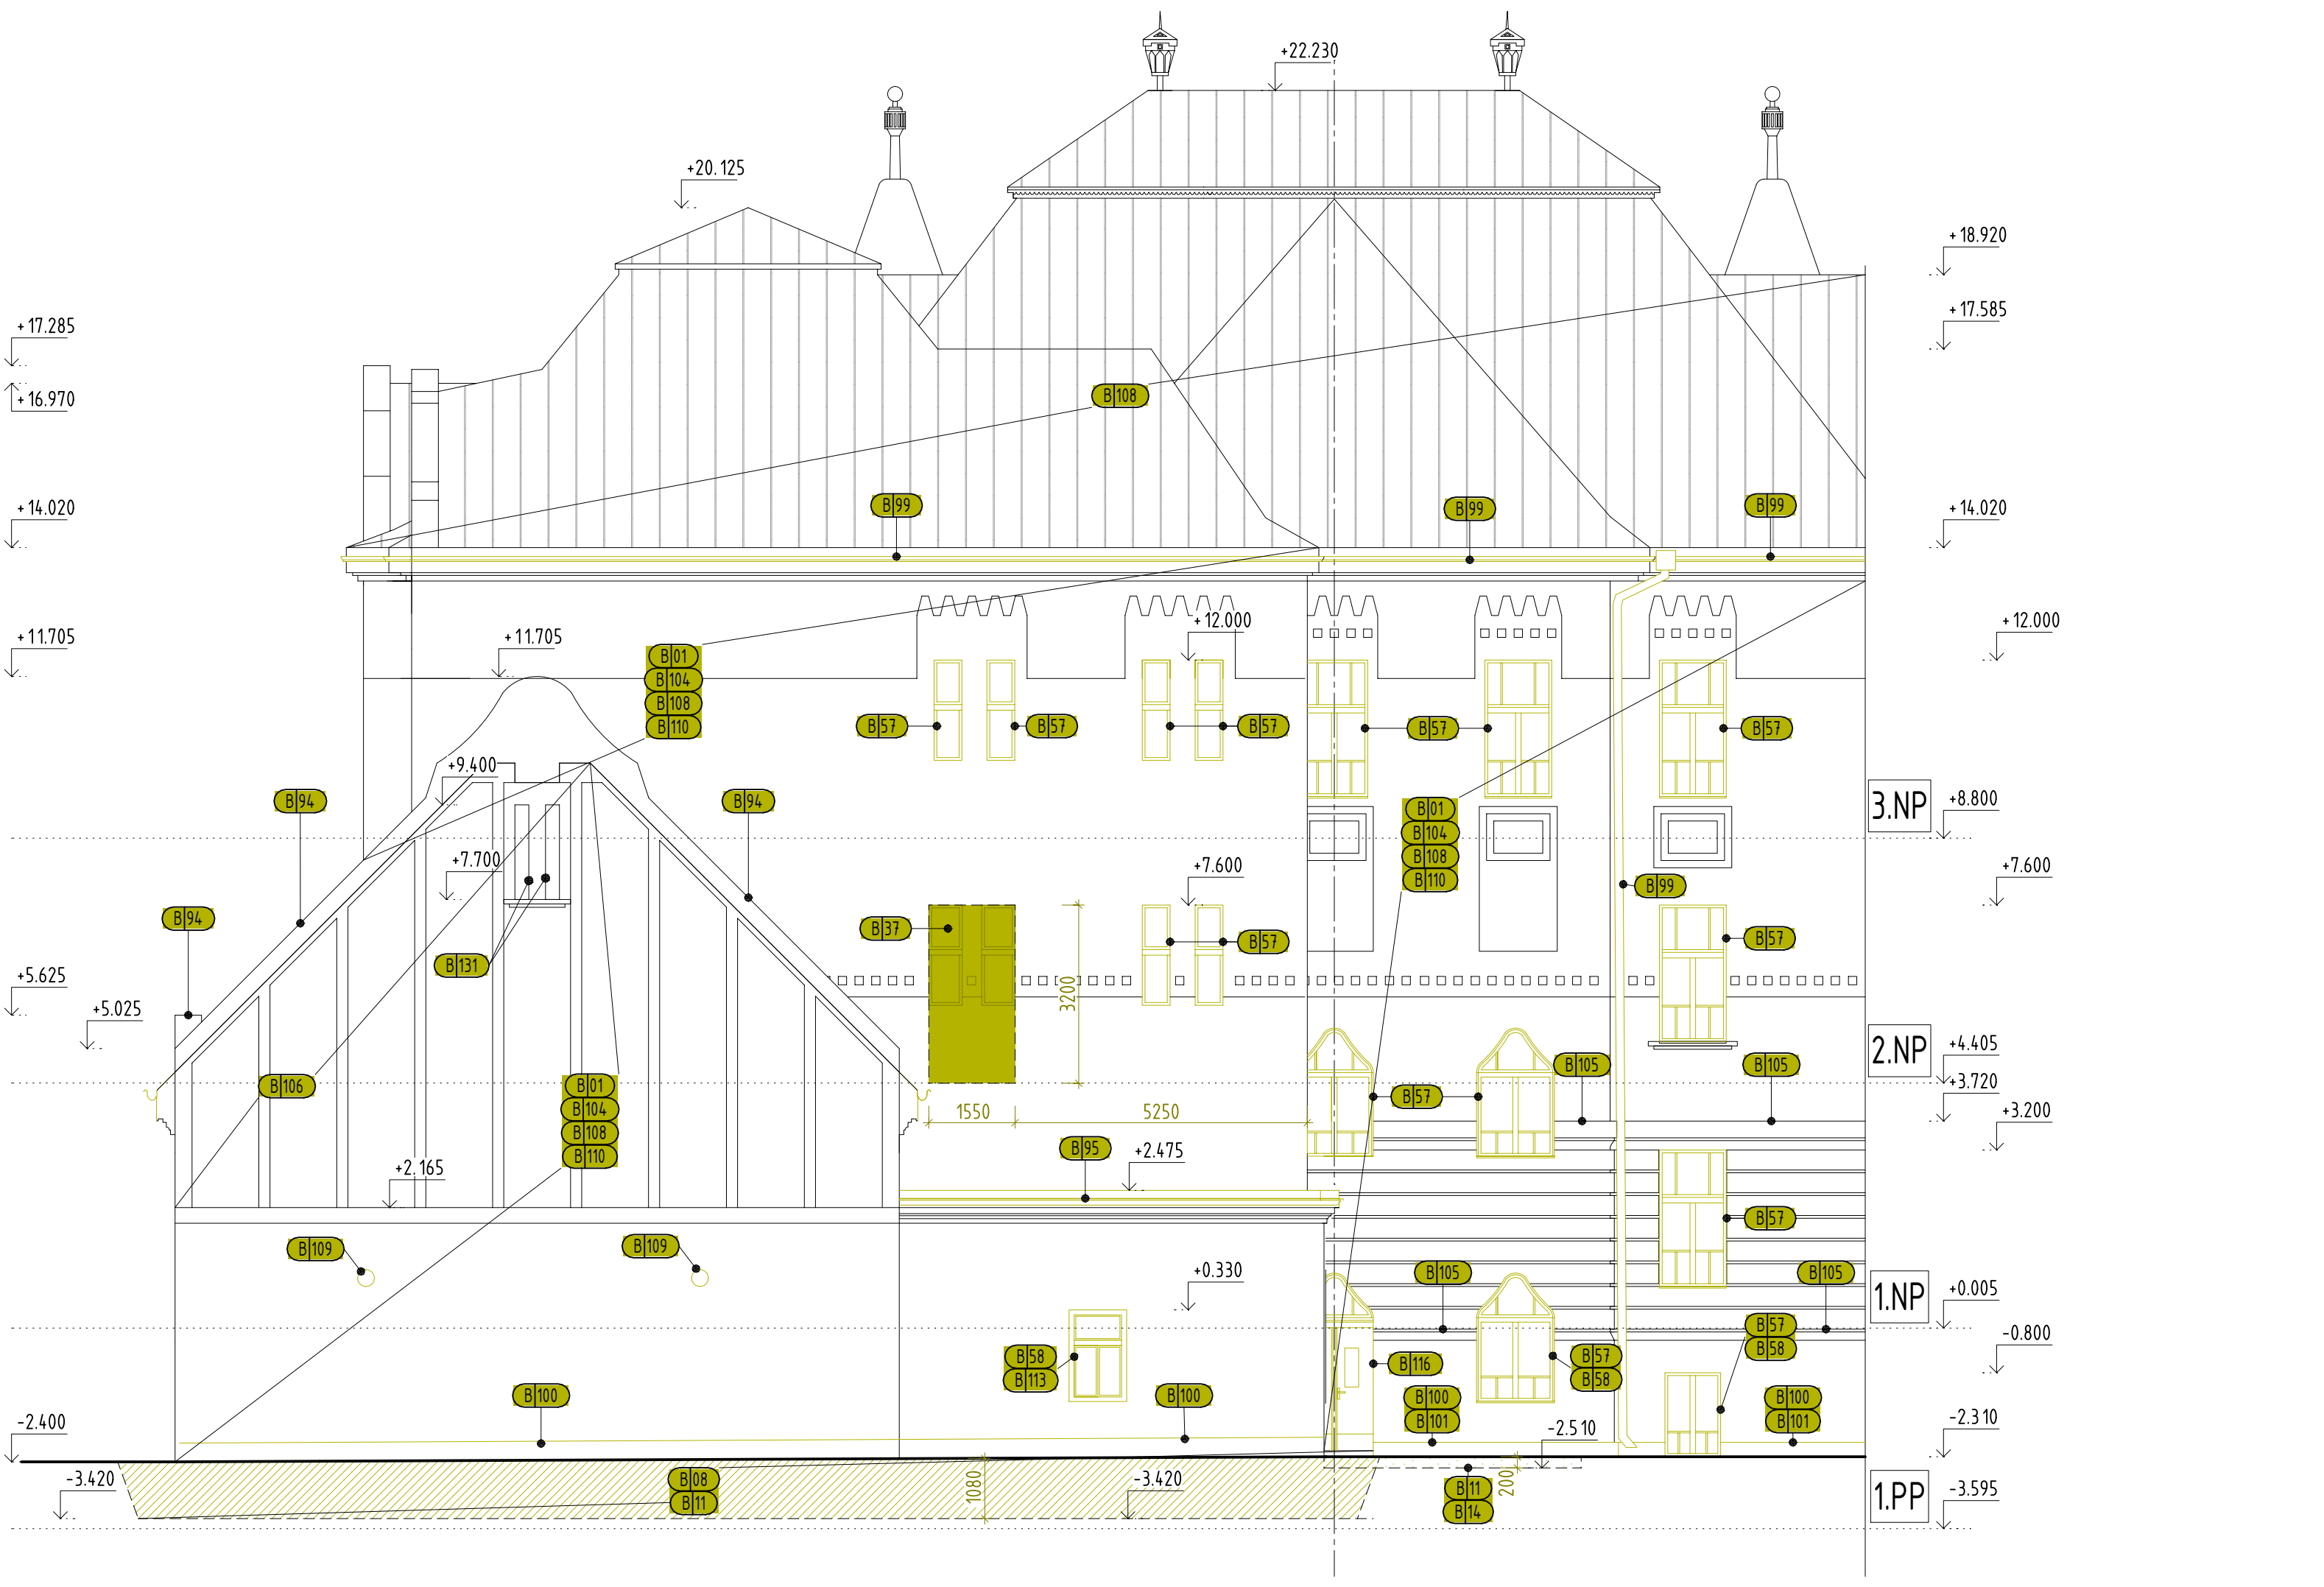 +22.230
+20.125
+18.920
+17.285
+17.585
+16.970
B 108
+14.020
B 99
B 99
B 99
+14.020
+11.705
+11.705
+12.000
+12.000
B 01
B 104
B 108
B 110
B 57
B 57
B 57
B 57
B 57
+9.400
B 94
B 94
3.NP
+8.800
B 01
B 104
B 108
B 110
+7.700
+7.600
+7.600
B 99
B 94
B 37
B 57
B 57
B 131
+5.625
3200
+5.025
2.NP
+4.405
B 105
B 105
+3.720
B 106
B 01
B 104
B 108
B 110
B 57
1550
5250
+3.200
B 95
+2.475
+2.165
B 57
B 109
B 109
+0.330
B 105
B 105
1.NP
+0.005
B 57
B 58
-0.800
B 58
B 113
B 116
B 57
B 58
B 100
B 100
B 100
B 101
B 100
B 101
-2.400
-2.510
-2.310
-3.420
B 08
B 11
1080
-3.420
B 11
B 14
200
1.PP
-3.595